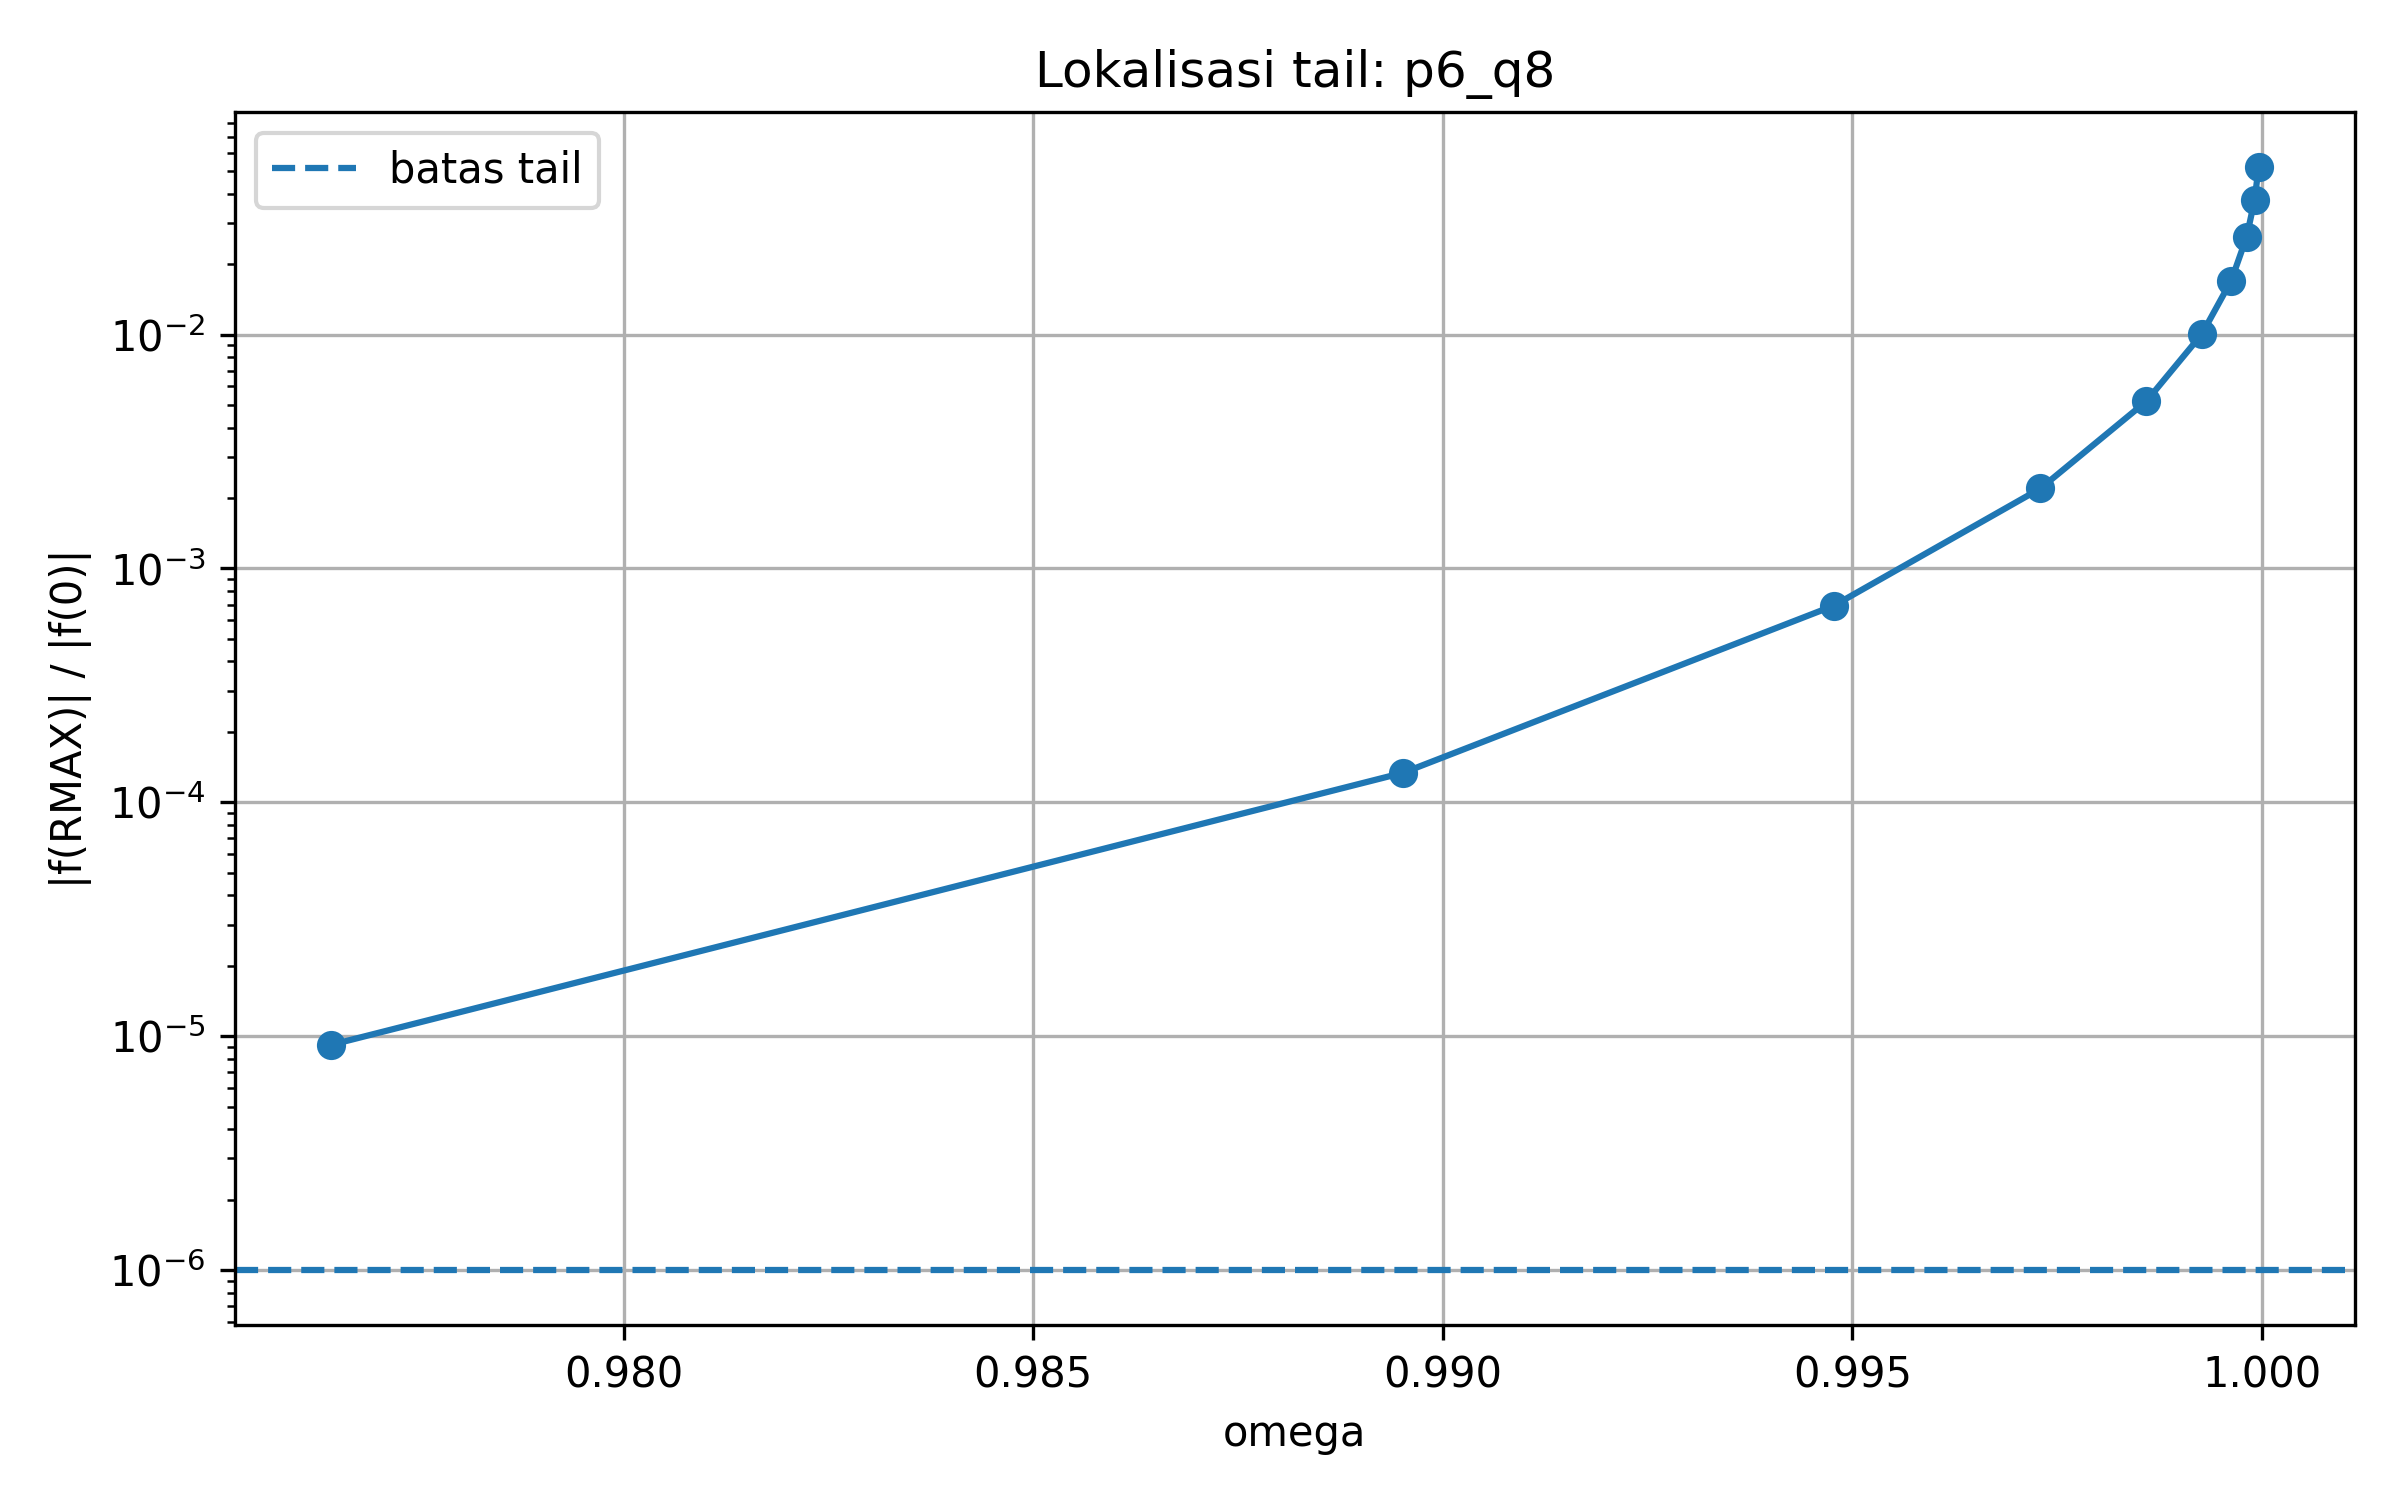 Lokalisasi tail: p6_q8
batas tail
|f(RMAX)| / |f(0)|
10⁻²
10⁻³
10⁻⁴
10⁻⁵
10⁻⁶
0.980 0.985 0.990 0.995 1.000
omega